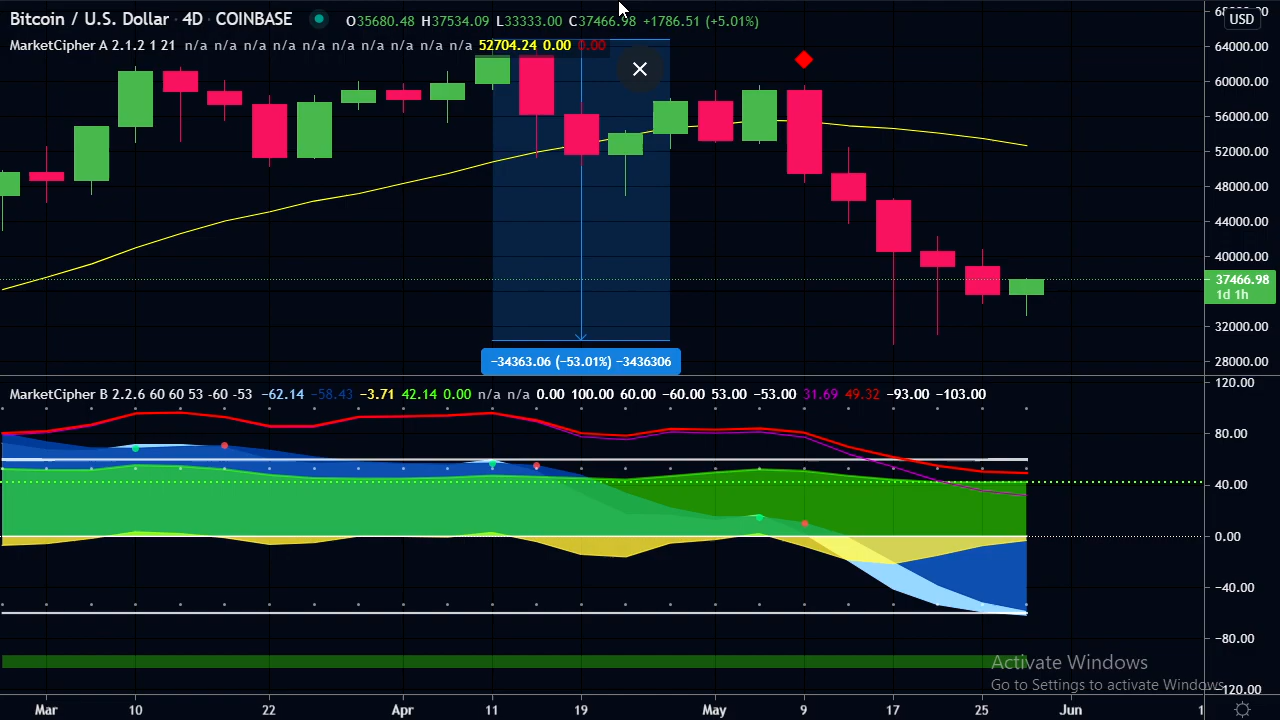 Bitcoin / U.S. Dollar · 4D · COINBASE O35680.48 H37534.09 L33333.00 C37466.98 +1786.51 (+5.01%)
USD
MarketCipher A 2.1.2 1 21 n/a n/a n/a n/a n/a n/a n/a n/a n/a n/a 52704.24 0.00 0.00
64000.00
60000.00
56000.00
52000.00
48000.00
44000.00
40000.00
37466.98
1d 1h
32000.00
28000.00
−34363.06 (−53.01%) −3436306
MarketCipher B 2.2.6 60 60 53 -60 -53 −62.14 −58.43 −3.71 42.14 0.00 n/a n/a 0.00 100.00 60.00 −60.00 53.00 −53.00 31.69 49.32 −93.00 −103.00
120.00
80.00
40.00
0.00
−40.00
−80.00
Activate Windows
Go to Settings to activate Windows.
−120.00
Mar 10 22 Apr 11 19 May 9 17 25 Jun 1